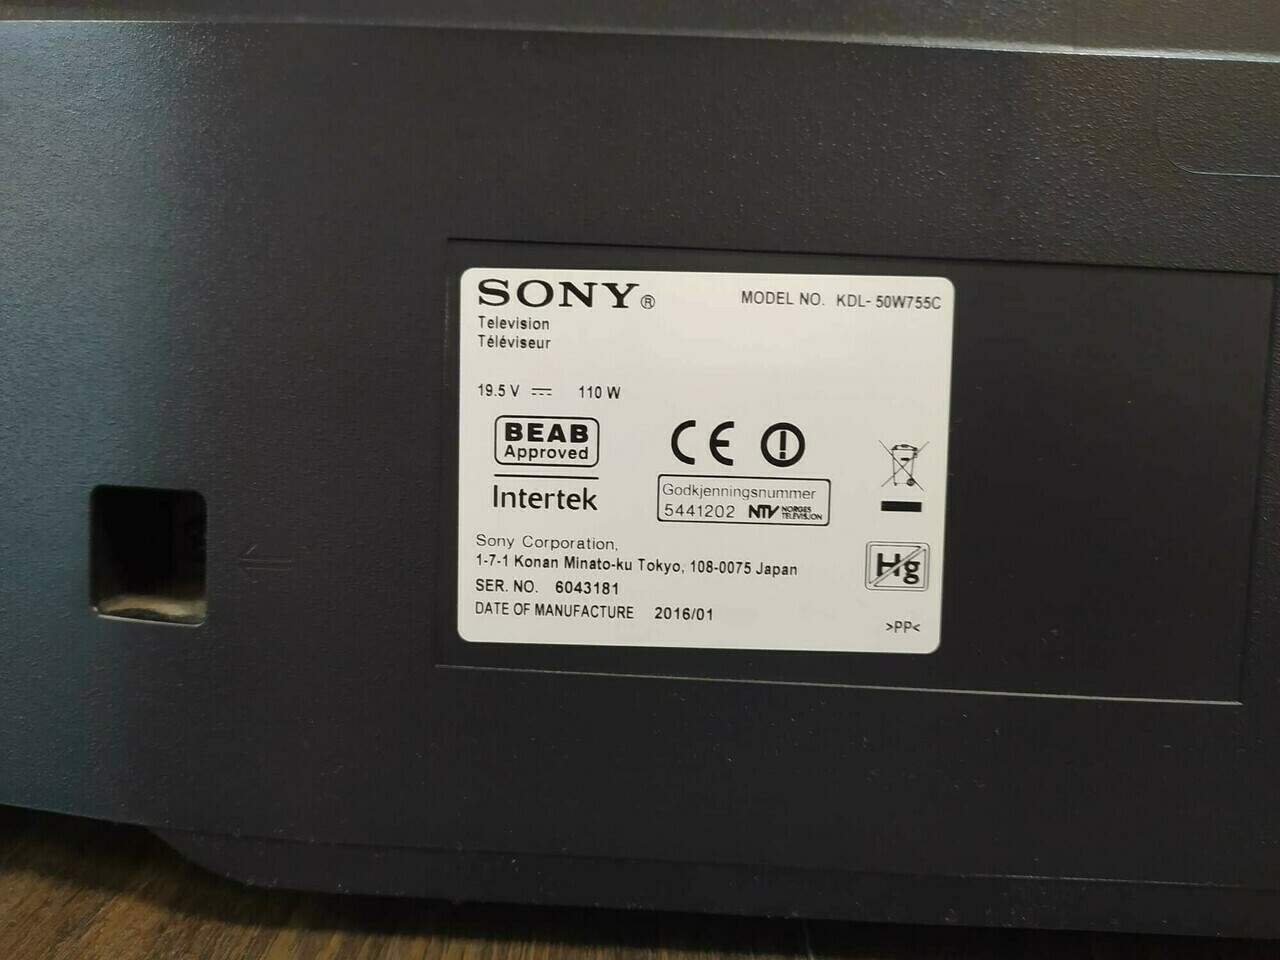 SONY®
MODEL NO. KDL- 50W755C
Television
Téléviseur
19.5 V 110 W
BEAB
Approved
Intertek
CE
Godkjenningsnummer
5441202 NTV NORGES TELEVISJON
Sony Corporation,
1-7-1 Konan Minato-ku Tokyo, 108-0075 Japan
Hg
SER. NO. 6043181
DATE OF MANUFACTURE 2016/01
>PP<